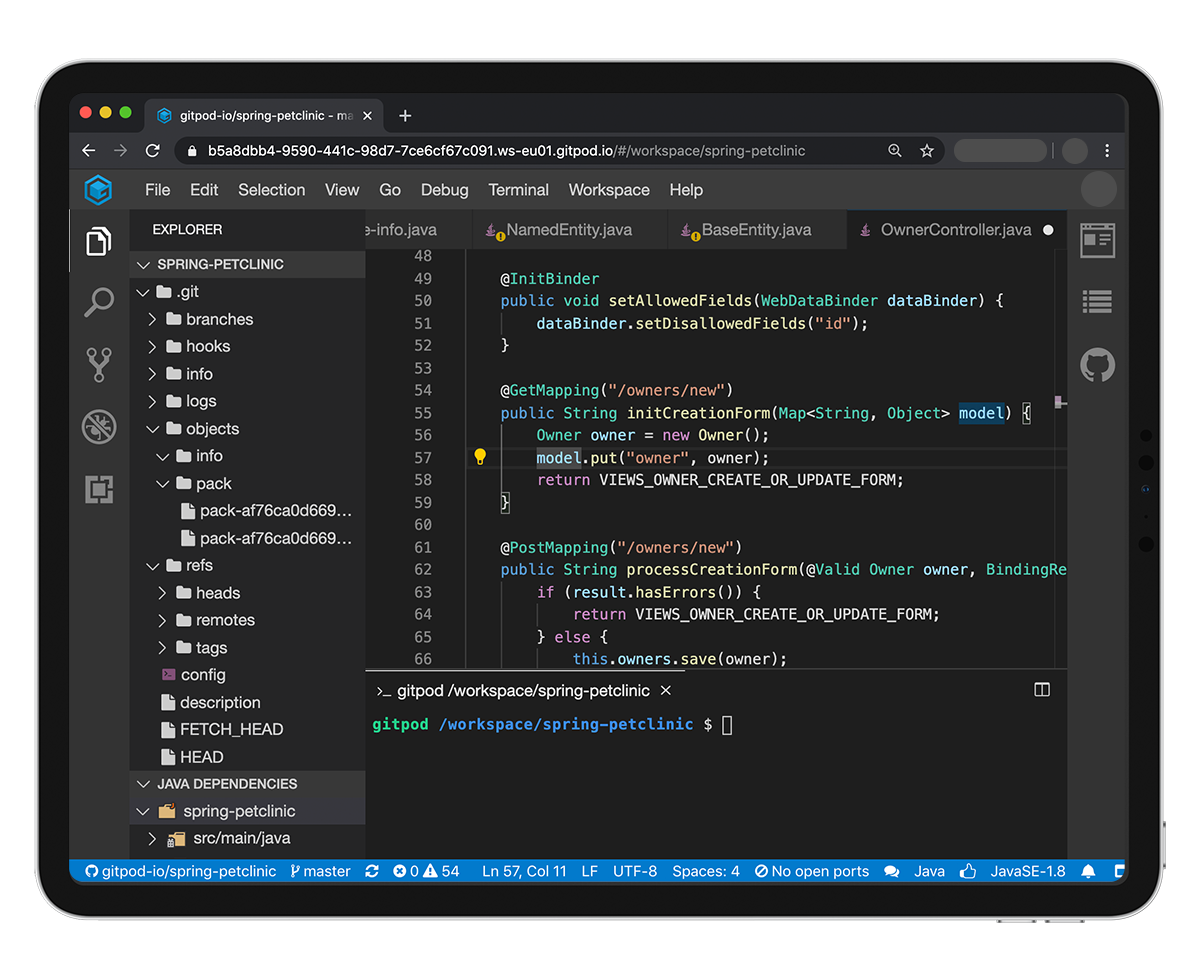 gitpod-io/spring-petclinic - ma
b5a8dbb4-9590-441c-98d7-7ce6cf67c091.ws-eu01.gitpod.io/#/workspace/spring-petclinic
File Edit Selection View Go Debug Terminal Workspace Help
EXPLORER
SPRING-PETCLINIC
.git
branches
hooks
info
logs
objects
info
pack
pack-af76ca0d669...
pack-af76ca0d669...
refs
heads
remotes
tags
config
description
FETCH_HEAD
HEAD
JAVA DEPENDENCIES
spring-petclinic
src/main/java
e-info.java NamedEntity.java BaseEntity.java OwnerController.java
48
49 @InitBinder
50 public void setAllowedFields(WebDataBinder dataBinder) {
51 dataBinder.setDisallowedFields("id");
52 }
53
54 @GetMapping("/owners/new")
55 public String initCreationForm(Map<String, Object> model) {
56 Owner owner = new Owner();
57 model.put("owner", owner);
58 return VIEWS_OWNER_CREATE_OR_UPDATE_FORM;
59 }
60
61 @PostMapping("/owners/new")
62 public String processCreationForm(@Valid Owner owner, BindingRe
63 if (result.hasErrors()) {
64 return VIEWS_OWNER_CREATE_OR_UPDATE_FORM;
65 } else {
66 this.owners.save(owner);
>_ gitpod /workspace/spring-petclinic
gitpod /workspace/spring-petclinic $
gitpod-io/spring-petclinic master 0 54 Ln 57, Col 11 LF UTF-8 Spaces: 4 No open ports Java JavaSE-1.8